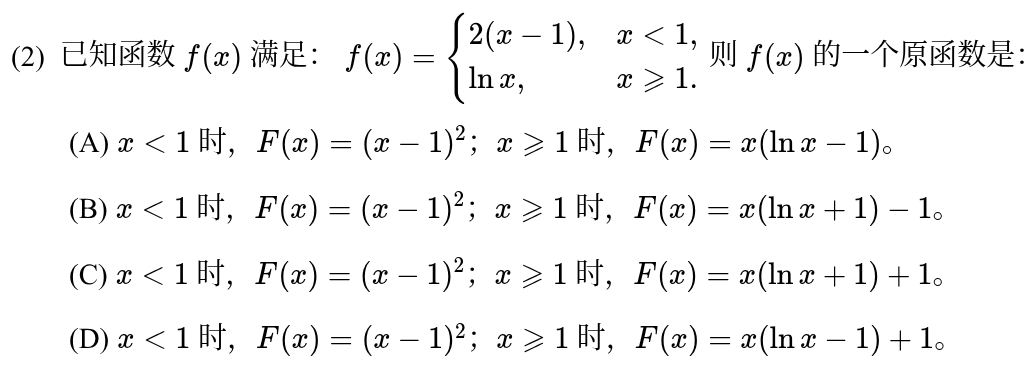 (2) 已知函数 f(x) 满足： f(x) = { 2(x − 1), x < 1, ln x, x ⩾ 1. 则 f(x) 的一个原函数是：
(A) x < 1 时， F(x) = (x − 1)²； x ⩾ 1 时， F(x) = x(ln x − 1)。
(B) x < 1 时， F(x) = (x − 1)²； x ⩾ 1 时， F(x) = x(ln x + 1) − 1。
(C) x < 1 时， F(x) = (x − 1)²； x ⩾ 1 时， F(x) = x(ln x + 1) + 1。
(D) x < 1 时， F(x) = (x − 1)²； x ⩾ 1 时， F(x) = x(ln x − 1) + 1。